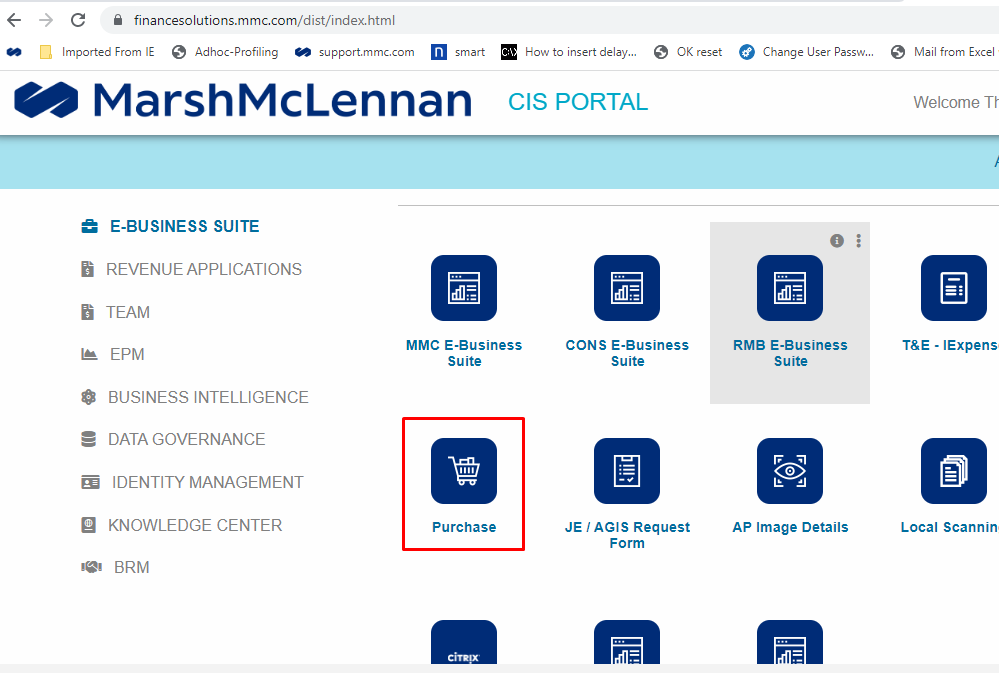 financesolutions.mmc.com/dist/index.html
Imported From IE Adhoc-Profiling support.mmc.com n smart C:\ How to insert delay... OK reset Change User Passw... Mail from Excel
MarshMcLennan CIS PORTAL Welcome Th
A
E-BUSINESS SUITE
REVENUE APPLICATIONS
TEAM
EPM
BUSINESS INTELLIGENCE
DATA GOVERNANCE
IDENTITY MANAGEMENT
KNOWLEDGE CENTER
BRM
MMC E-Business
Suite
CONS E-Business
Suite
RMB E-Business
Suite
T&E - IExpens
Purchase
JE / AGIS Request
Form
AP Image Details
Local Scannin
CITRIX